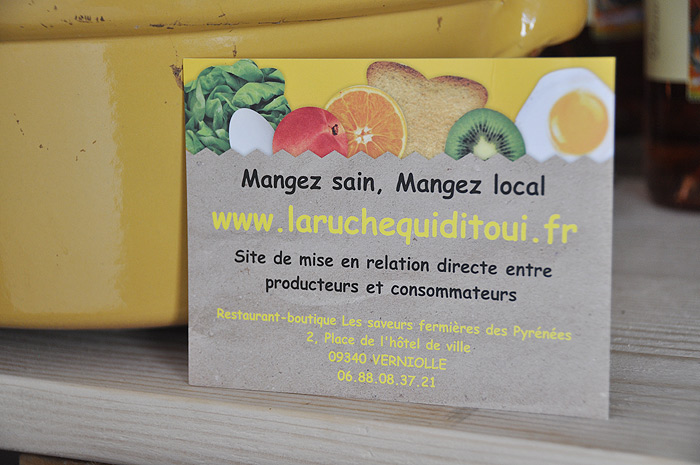 Mangez sain, Mangez local
www.laruchequiditoui.fr
Site de mise en relation directe entre
producteurs et consommateurs
Restaurant-boutique Les saveurs fermières des Pyrénées
2, Place de l'hôtel de ville
09340 VERNIOLLE
06.88.08.37.21